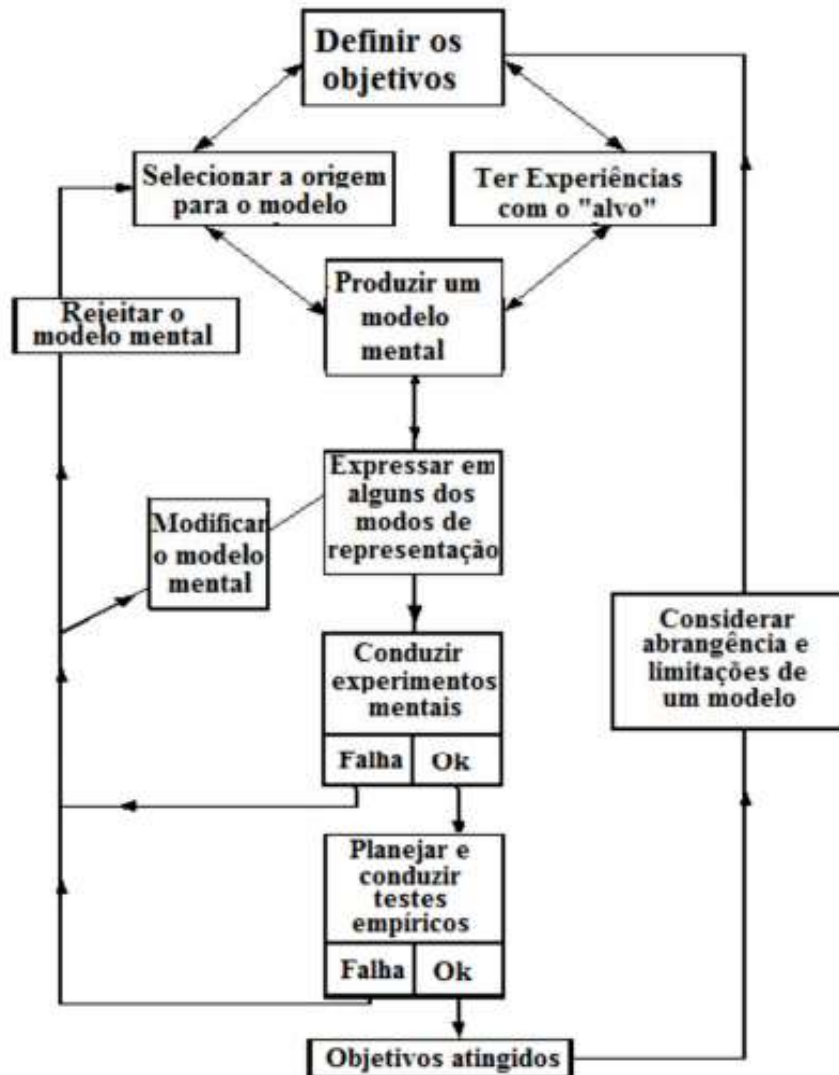 Definir os
objetivos
Selecionar a origem
para o modelo
Ter Experiências
com o "alvo"
Produzir um
modelo
mental
Rejeitar o
modelo mental
Expressar em
alguns dos
modos de
representação
Modificar
o modelo
mental
Considerar
abrangência e
limitações de
um modelo
Conduzir
experimentos
mentais
Falha
Ok
Planejar e
conduzir
testes
empíricos
Falha
Ok
Objetivos atingidos